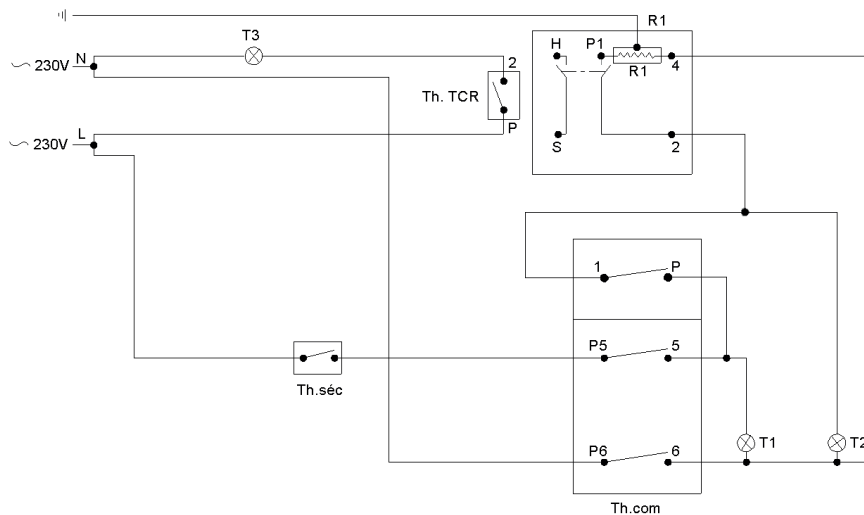 R1
T3
N
230V
H
P1
R1
4
2
Th. TCR
P
L
230V
S
2
1
P
P5
5
Th.séc
T1
T2
P6
6
Th.com